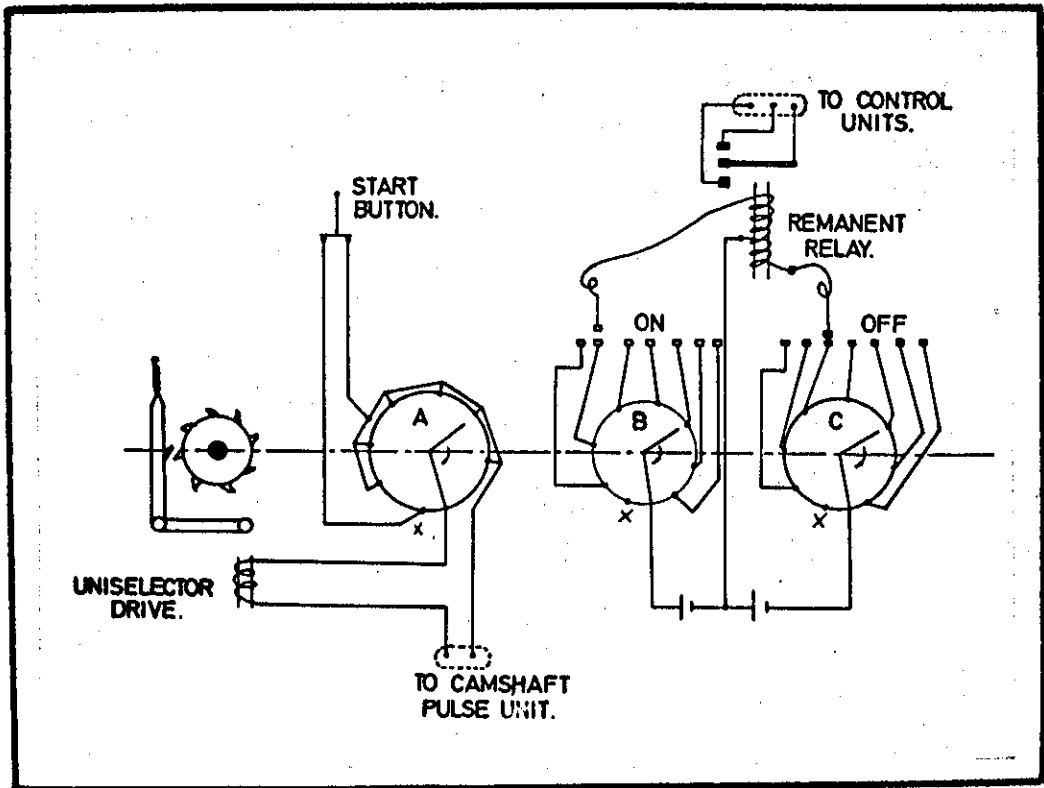 TO CONTROL
UNITS.
START
BUTTON.
REMANENT
RELAY.
ON
OFF
A
B
C
X
X
X
UNISELECTOR
DRIVE.
TO CAMSHAFT
PULSE UNIT.